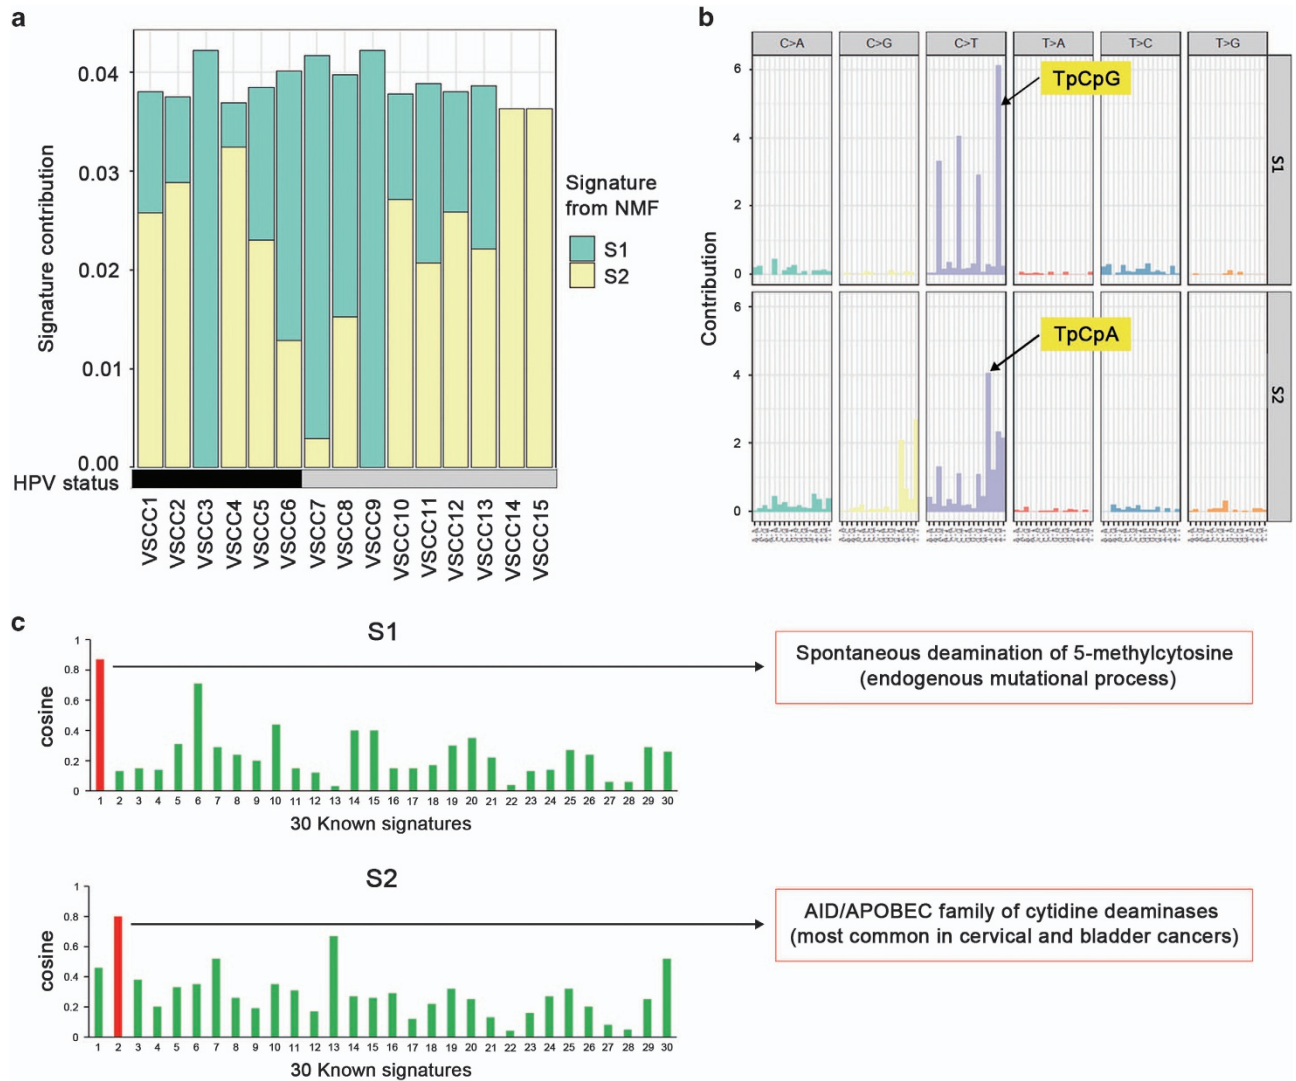 a
Signature contribution
0.04
0.03
0.02
0.01
0.00
HPV status
VSCC1
VSCC2
VSCC3
VSCC4
VSCC5
VSCC6
VSCC7
VSCC8
VSCC9
VSCC10
VSCC11
VSCC12
VSCC13
VSCC14
VSCC15
Signature
from NMF
S1
S2
b
C>A C>G C>T T>A T>C T>G
Contribution
6
4
2
0
TpCpG
S1
6
4
2
0
TpCpA
S2
c
S1
cosine
1
0.8
0.6
0.4
0.2
0
1 2 3 4 5 6 7 8 9 10 11 12 13 14 15 16 17 18 19 20 21 22 23 24 25 26 27 28 29 30
30 Known signatures
Spontaneous deamination of 5-methylcytosine
(endogenous mutational process)
S2
cosine
1
0.8
0.6
0.4
0.2
0
1 2 3 4 5 6 7 8 9 10 11 12 13 14 15 16 17 18 19 20 21 22 23 24 25 26 27 28 29 30
30 Known signatures
AID/APOBEC family of cytidine deaminases
(most common in cervical and bladder cancers)